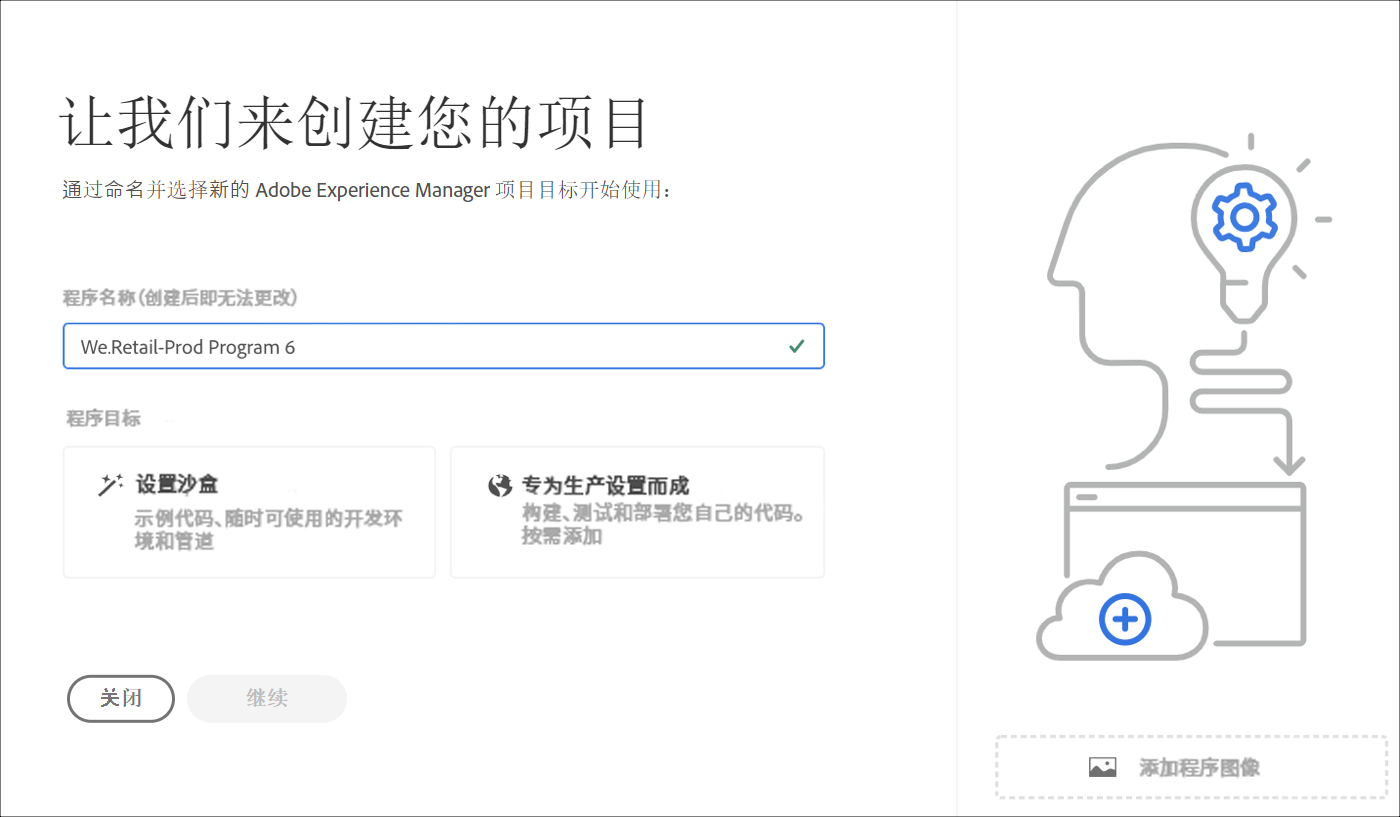 让我们来创建您的项目
通过命名并选择新的 Adobe Experience Manager 项目目标开始使用：
程序名称（创建后即无法更改）
We.Retail-Prod Program 6
程序目标
设置沙盒
示例代码、随时可使用的开发环
境和管道
专为生产设置而成
构建、测试和部署您自己的代码。
按需添加
关闭
继续
添加程序图像